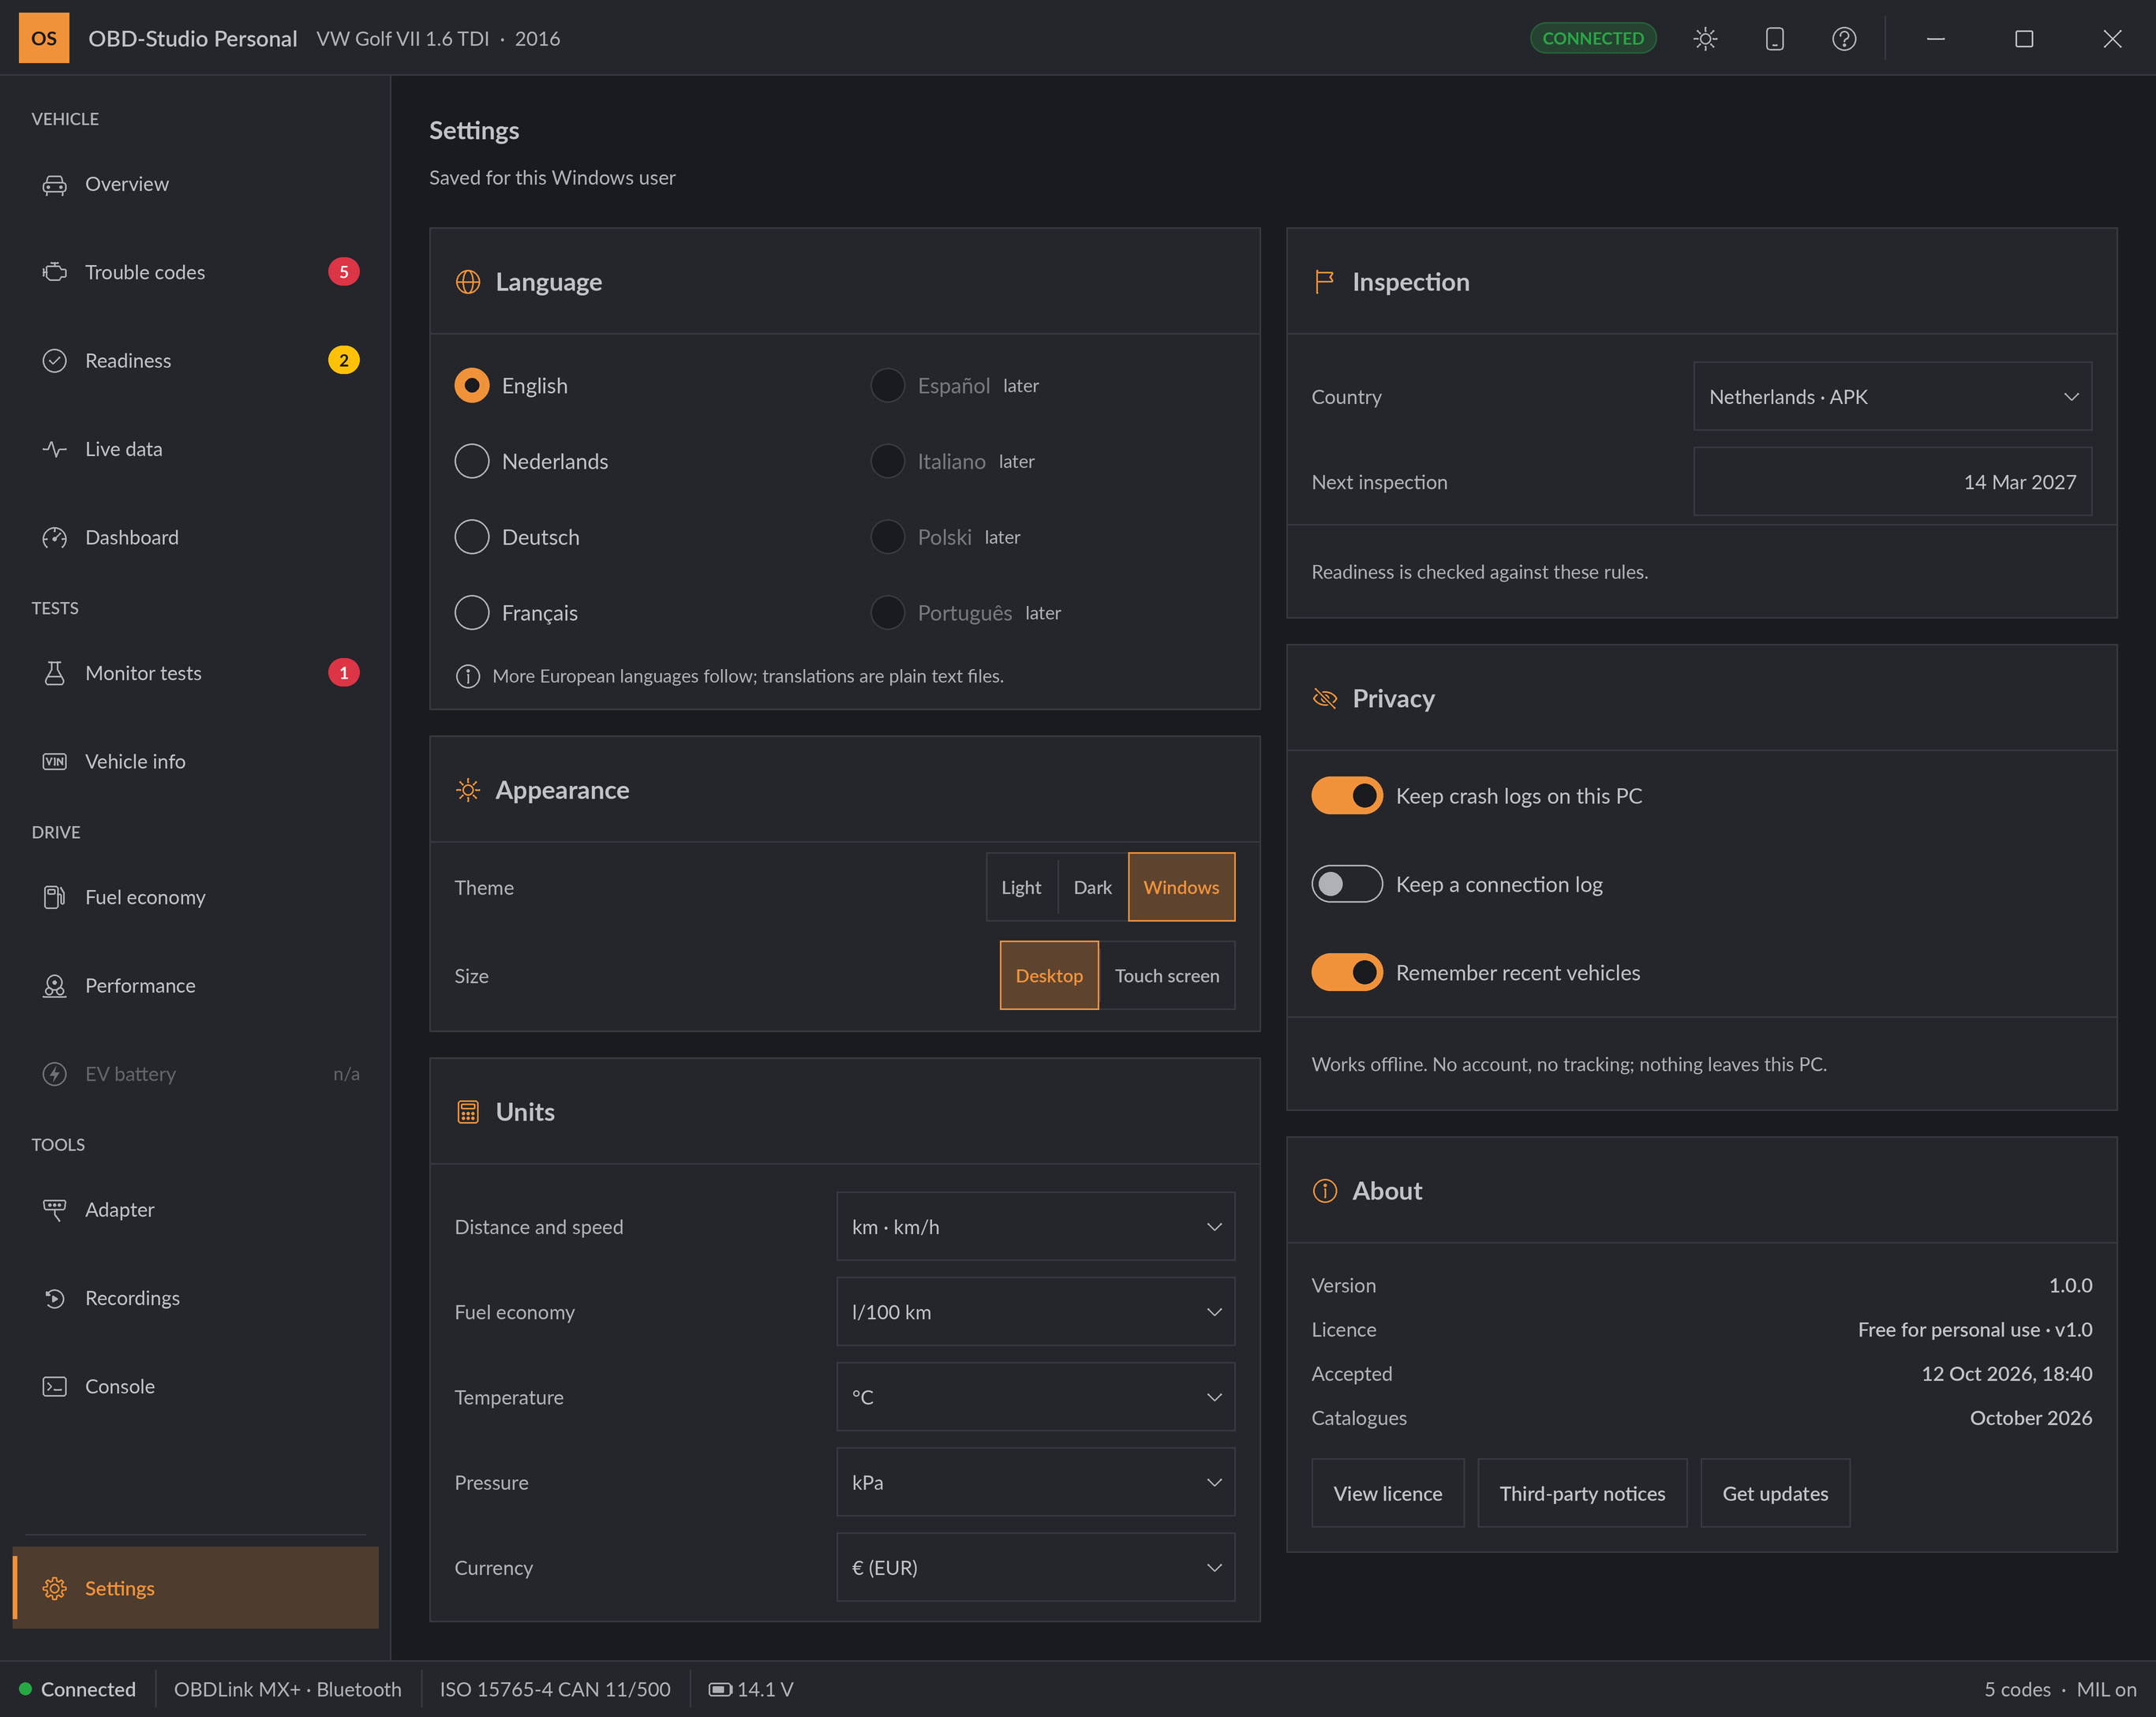 OS OBD-Studio Personal VW Golf VII 1.6 TDI · 2016 CONNECTED
VEHICLE
Overview
Trouble codes 5
Readiness 2
Live data
Dashboard
TESTS
Monitor tests 1
VIN Vehicle info
DRIVE
Fuel economy
Performance
EV battery n/a
TOOLS
Adapter
Recordings
Console
Settings
Settings
Saved for this Windows user
Language
English
Nederlands
Deutsch
Français
Español later
Italiano later
Polski later
Português later
More European languages follow; translations are plain text files.
Appearance
Theme Light Dark Windows
Size Desktop Touch screen
Units
Distance and speed km · km/h
Fuel economy l/100 km
Temperature °C
Pressure kPa
Currency € (EUR)
Inspection
Country Netherlands · APK
Next inspection 14 Mar 2027
Readiness is checked against these rules.
Privacy
Keep crash logs on this PC
Keep a connection log
Remember recent vehicles
Works offline. No account, no tracking; nothing leaves this PC.
About
Version 1.0.0
Licence Free for personal use · v1.0
Accepted 12 Oct 2026, 18:40
Catalogues October 2026
View licence Third-party notices Get updates
Connected OBDLink MX+ · Bluetooth ISO 15765-4 CAN 11/500 14.1 V 5 codes · MIL on